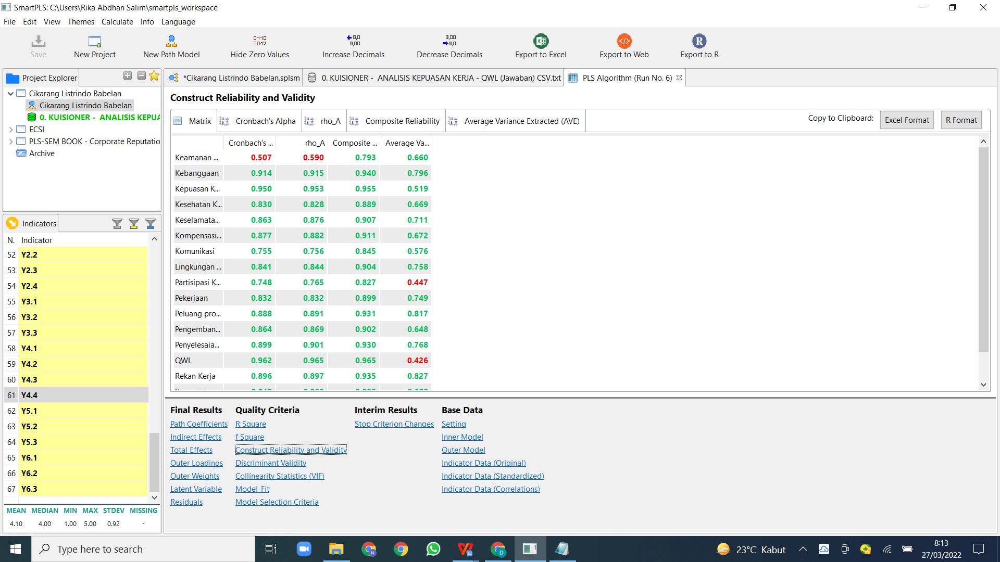 SmartPLS: C:\Users\Rika Abdhan Salim\smartpls_workspace
File Edit View Themes Calculate Info Language
Save New Project New Path Model Hide Zero Values Increase Decimals Decrease Decimals Export to Excel Export to Web Export to R
Project Explorer
Cikarang Listrindo Babelan
Cikarang Listrindo Babelan
0. KUISIONER - ANALISIS KEPUA
ECSI
PLS-SEM BOOK - Corporate Reputatio
Archive
*Cikarang Listrindo Babelan.splsm 0. KUISIONER - ANALISIS KEPUASAN KERJA - QWL (Jawaban) CSV.txt PLS Algorithm (Run No. 6)
Construct Reliability and Validity
Matrix Cronbach's Alpha rho_A Composite Reliability Average Variance Extracted (AVE) Copy to Clipboard: Excel Format R Format
Cronbach's ... rho_A Composite ... Average Va...
Keamanan ... 0.507 0.590 0.793 0.660
Kebanggaan 0.914 0.915 0.940 0.796
Kepuasan K... 0.950 0.953 0.955 0.519
Kesehatan K... 0.830 0.828 0.889 0.669
Keselamata... 0.863 0.876 0.907 0.711
Kompensasi... 0.877 0.882 0.911 0.672
Komunikasi 0.755 0.756 0.845 0.576
Lingkungan ... 0.841 0.844 0.904 0.758
Partisipasi K... 0.748 0.765 0.827 0.447
Pekerjaan 0.832 0.832 0.899 0.749
Peluang pro... 0.888 0.891 0.931 0.817
Pengemban... 0.864 0.869 0.902 0.648
Penyelesaia... 0.899 0.901 0.930 0.768
QWL 0.962 0.965 0.965 0.426
Rekan Kerja 0.896 0.897 0.935 0.827
Indicators
N. Indicator
52 Y2.2
53 Y2.3
54 Y2.4
55 Y3.1
56 Y3.2
57 Y3.3
58 Y4.1
59 Y4.2
60 Y4.3
61 Y4.4
62 Y5.1
63 Y5.2
64 Y5.3
65 Y6.1
66 Y6.2
67 Y6.3
MEAN MEDIAN MIN MAX STDEV MISSING
4.10 4.00 1.00 5.00 0.92 -
Final Results Quality Criteria Interim Results Base Data
Path Coefficients R Square Stop Criterion Changes Setting
Indirect Effects f Square Inner Model
Total Effects Construct Reliability and Validity Outer Model
Outer Loadings Discriminant Validity Indicator Data (Original)
Outer Weights Collinearity Statistics (VIF) Indicator Data (Standardized)
Latent Variable Model_Fit Indicator Data (Correlations)
Residuals Model Selection Criteria
Type here to search
23°C Kabut
8:13
27/03/2022